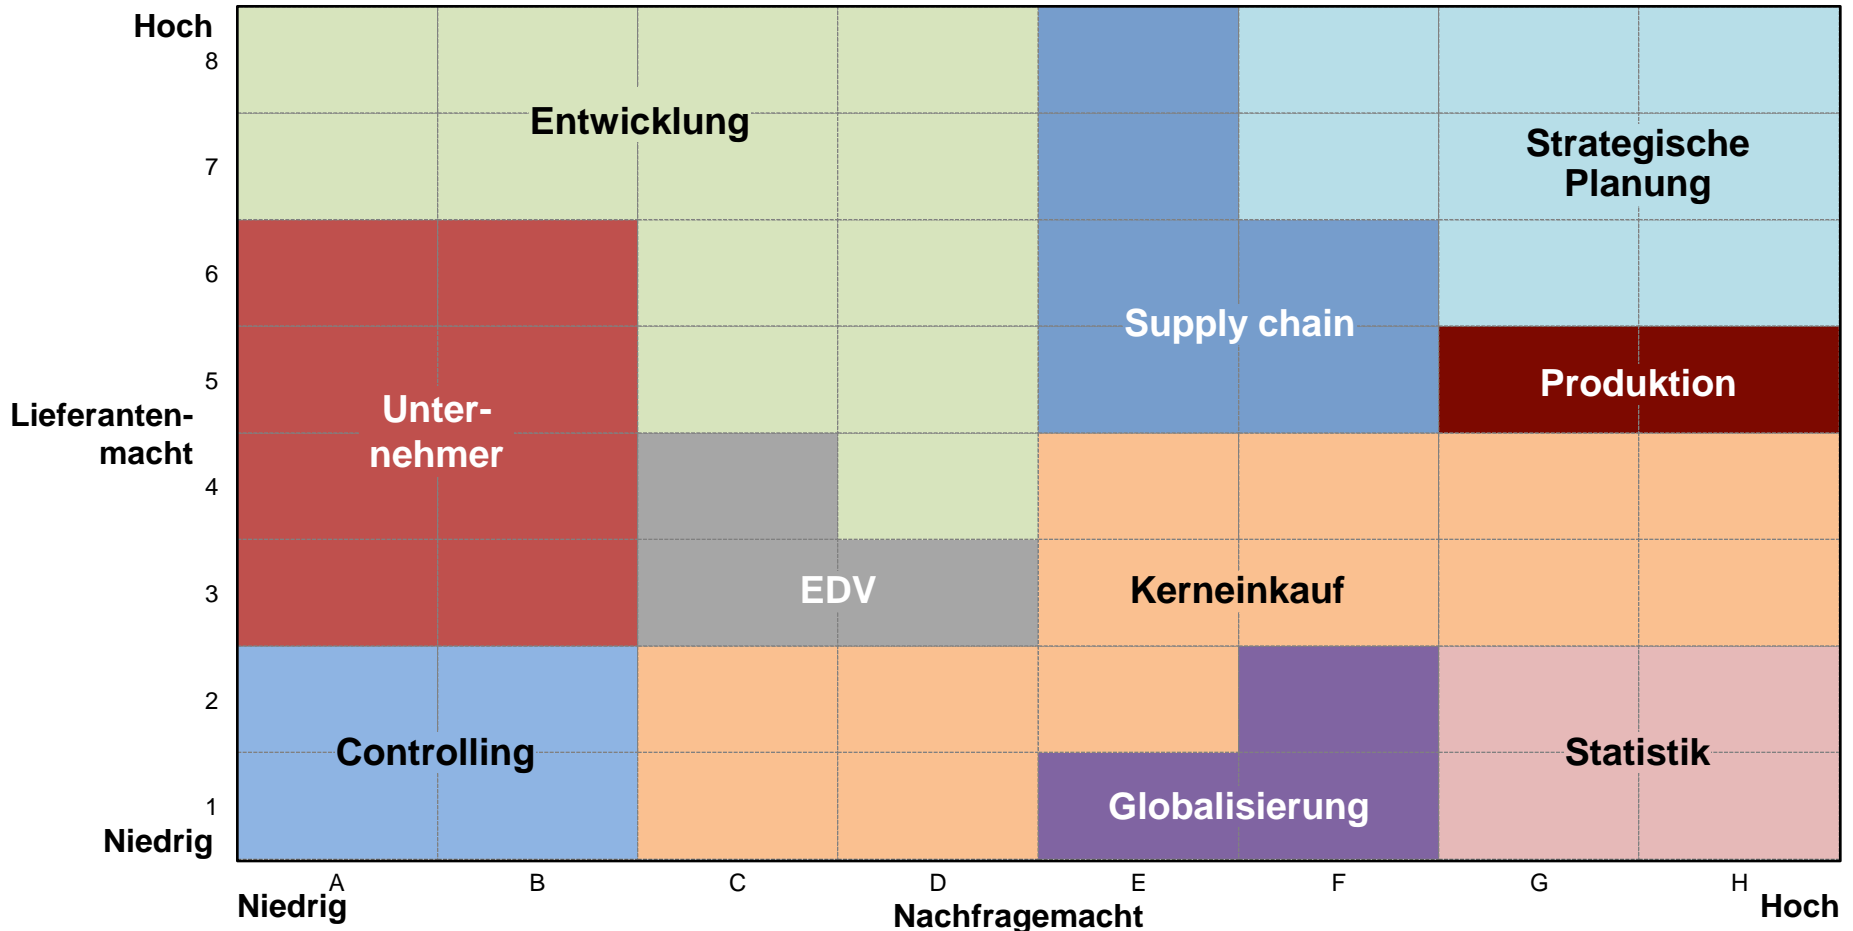 Hoch
8
Entwicklung
7
Strategische
Planung
6
Supply chain
5
Produktion
Lieferanten-
macht
Unter-
nehmer
4
3
EDV
Kerneinkauf
2
Controlling
Statistik
1
Globalisierung
Niedrig
A B C D E F G H
Niedrig
Nachfragemacht
Hoch